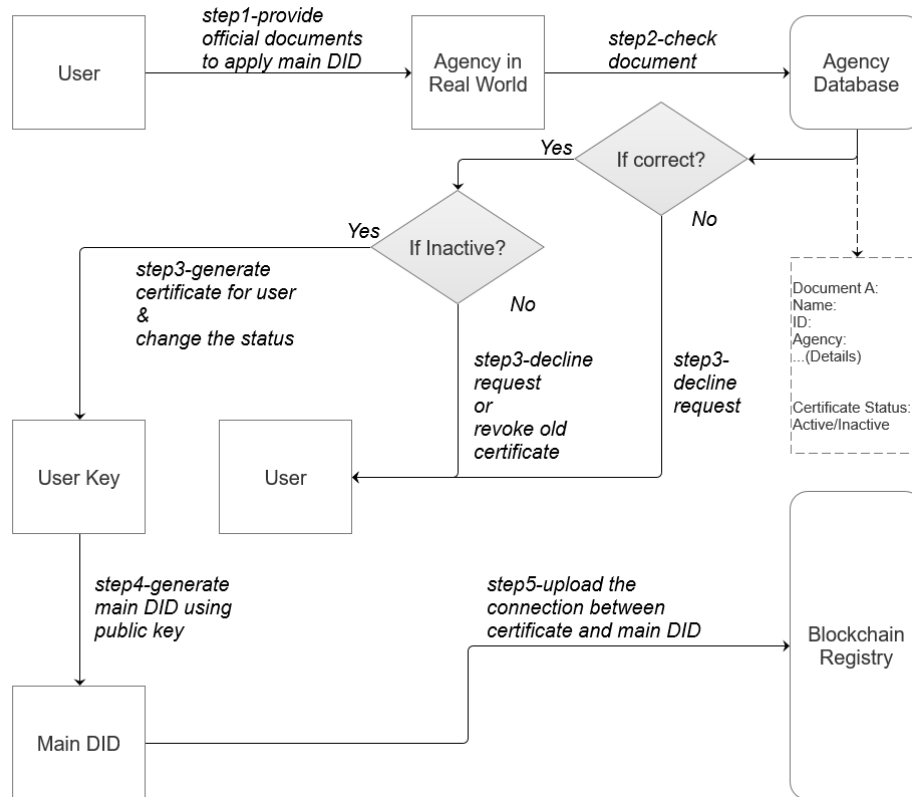 step1-provide
official documents
to apply main DID
User
Agency in
Real World
step2-check
document
Agency
Database
Yes
If correct?
No
Yes
If Inactive?
No
step3-generate
certificate for user
&
change the status
step3-decline
request
or
revoke old
certificate
step3-
decline
request
Document A:
Name:
ID:
Agency:
...(Details)
Certificate Status:
Active/Inactive
User Key
User
step4-generate
main DID using
public key
step5-upload the
connection between
certificate and main DID
Blockchain
Registry
Main DID